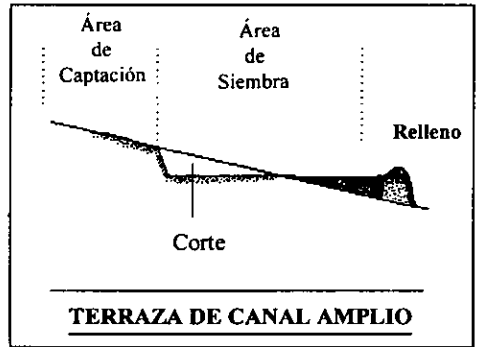 Área
de
Captación
Área
de
Siembra
Relleno
Corte
TERRAZA DE CANAL AMPLIO